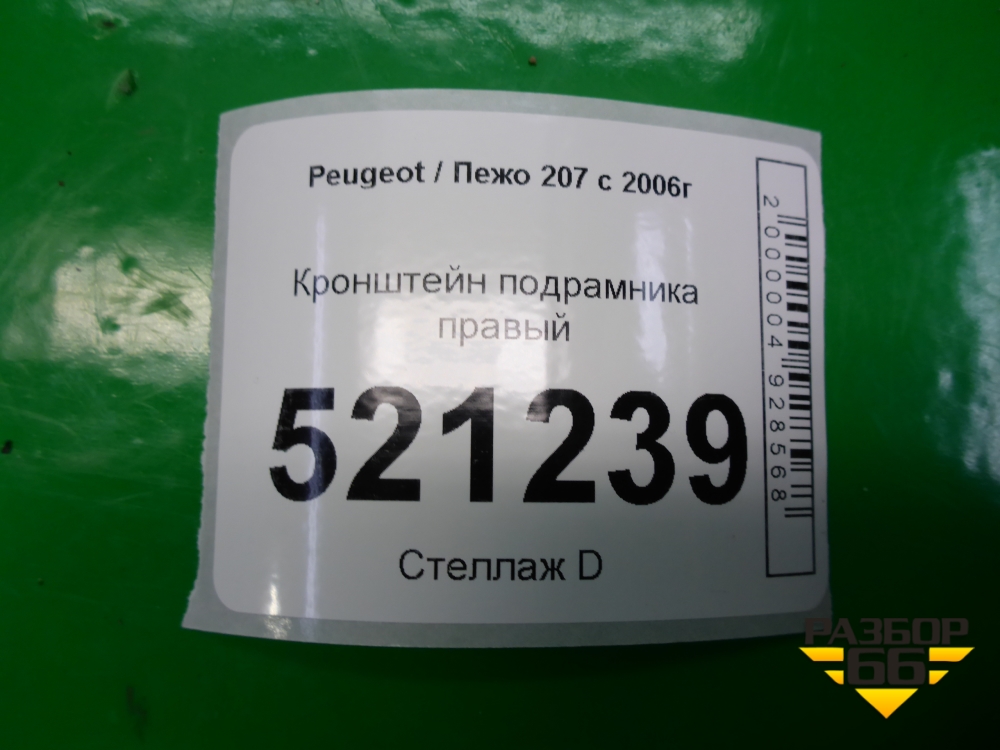 Peugeot / Пежо 207 с 2006г
Кронштейн подрамника
правый
521239
Стеллаж D
2000004928568
РАЗБОР
66